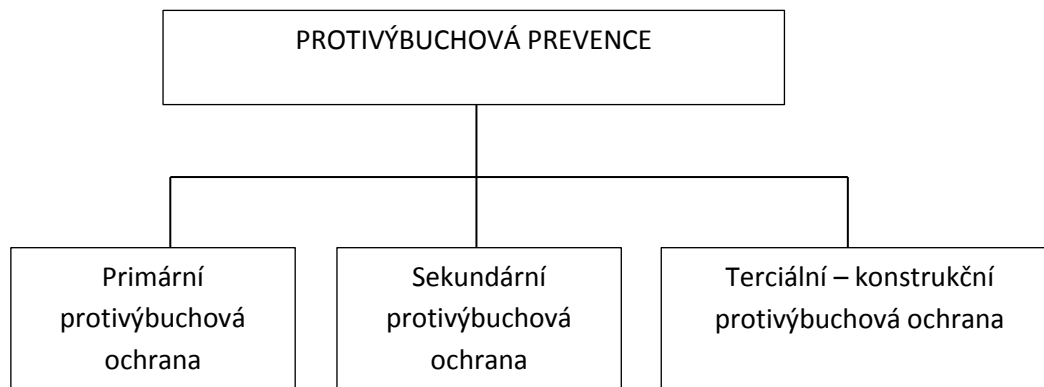 PROTIVÝBUCHOVÁ PREVENCE
Primární
protivýbuchová
ochrana
Sekundární
protivýbuchová
ochrana
Terciální – konstrukční
protivýbuchová ochrana